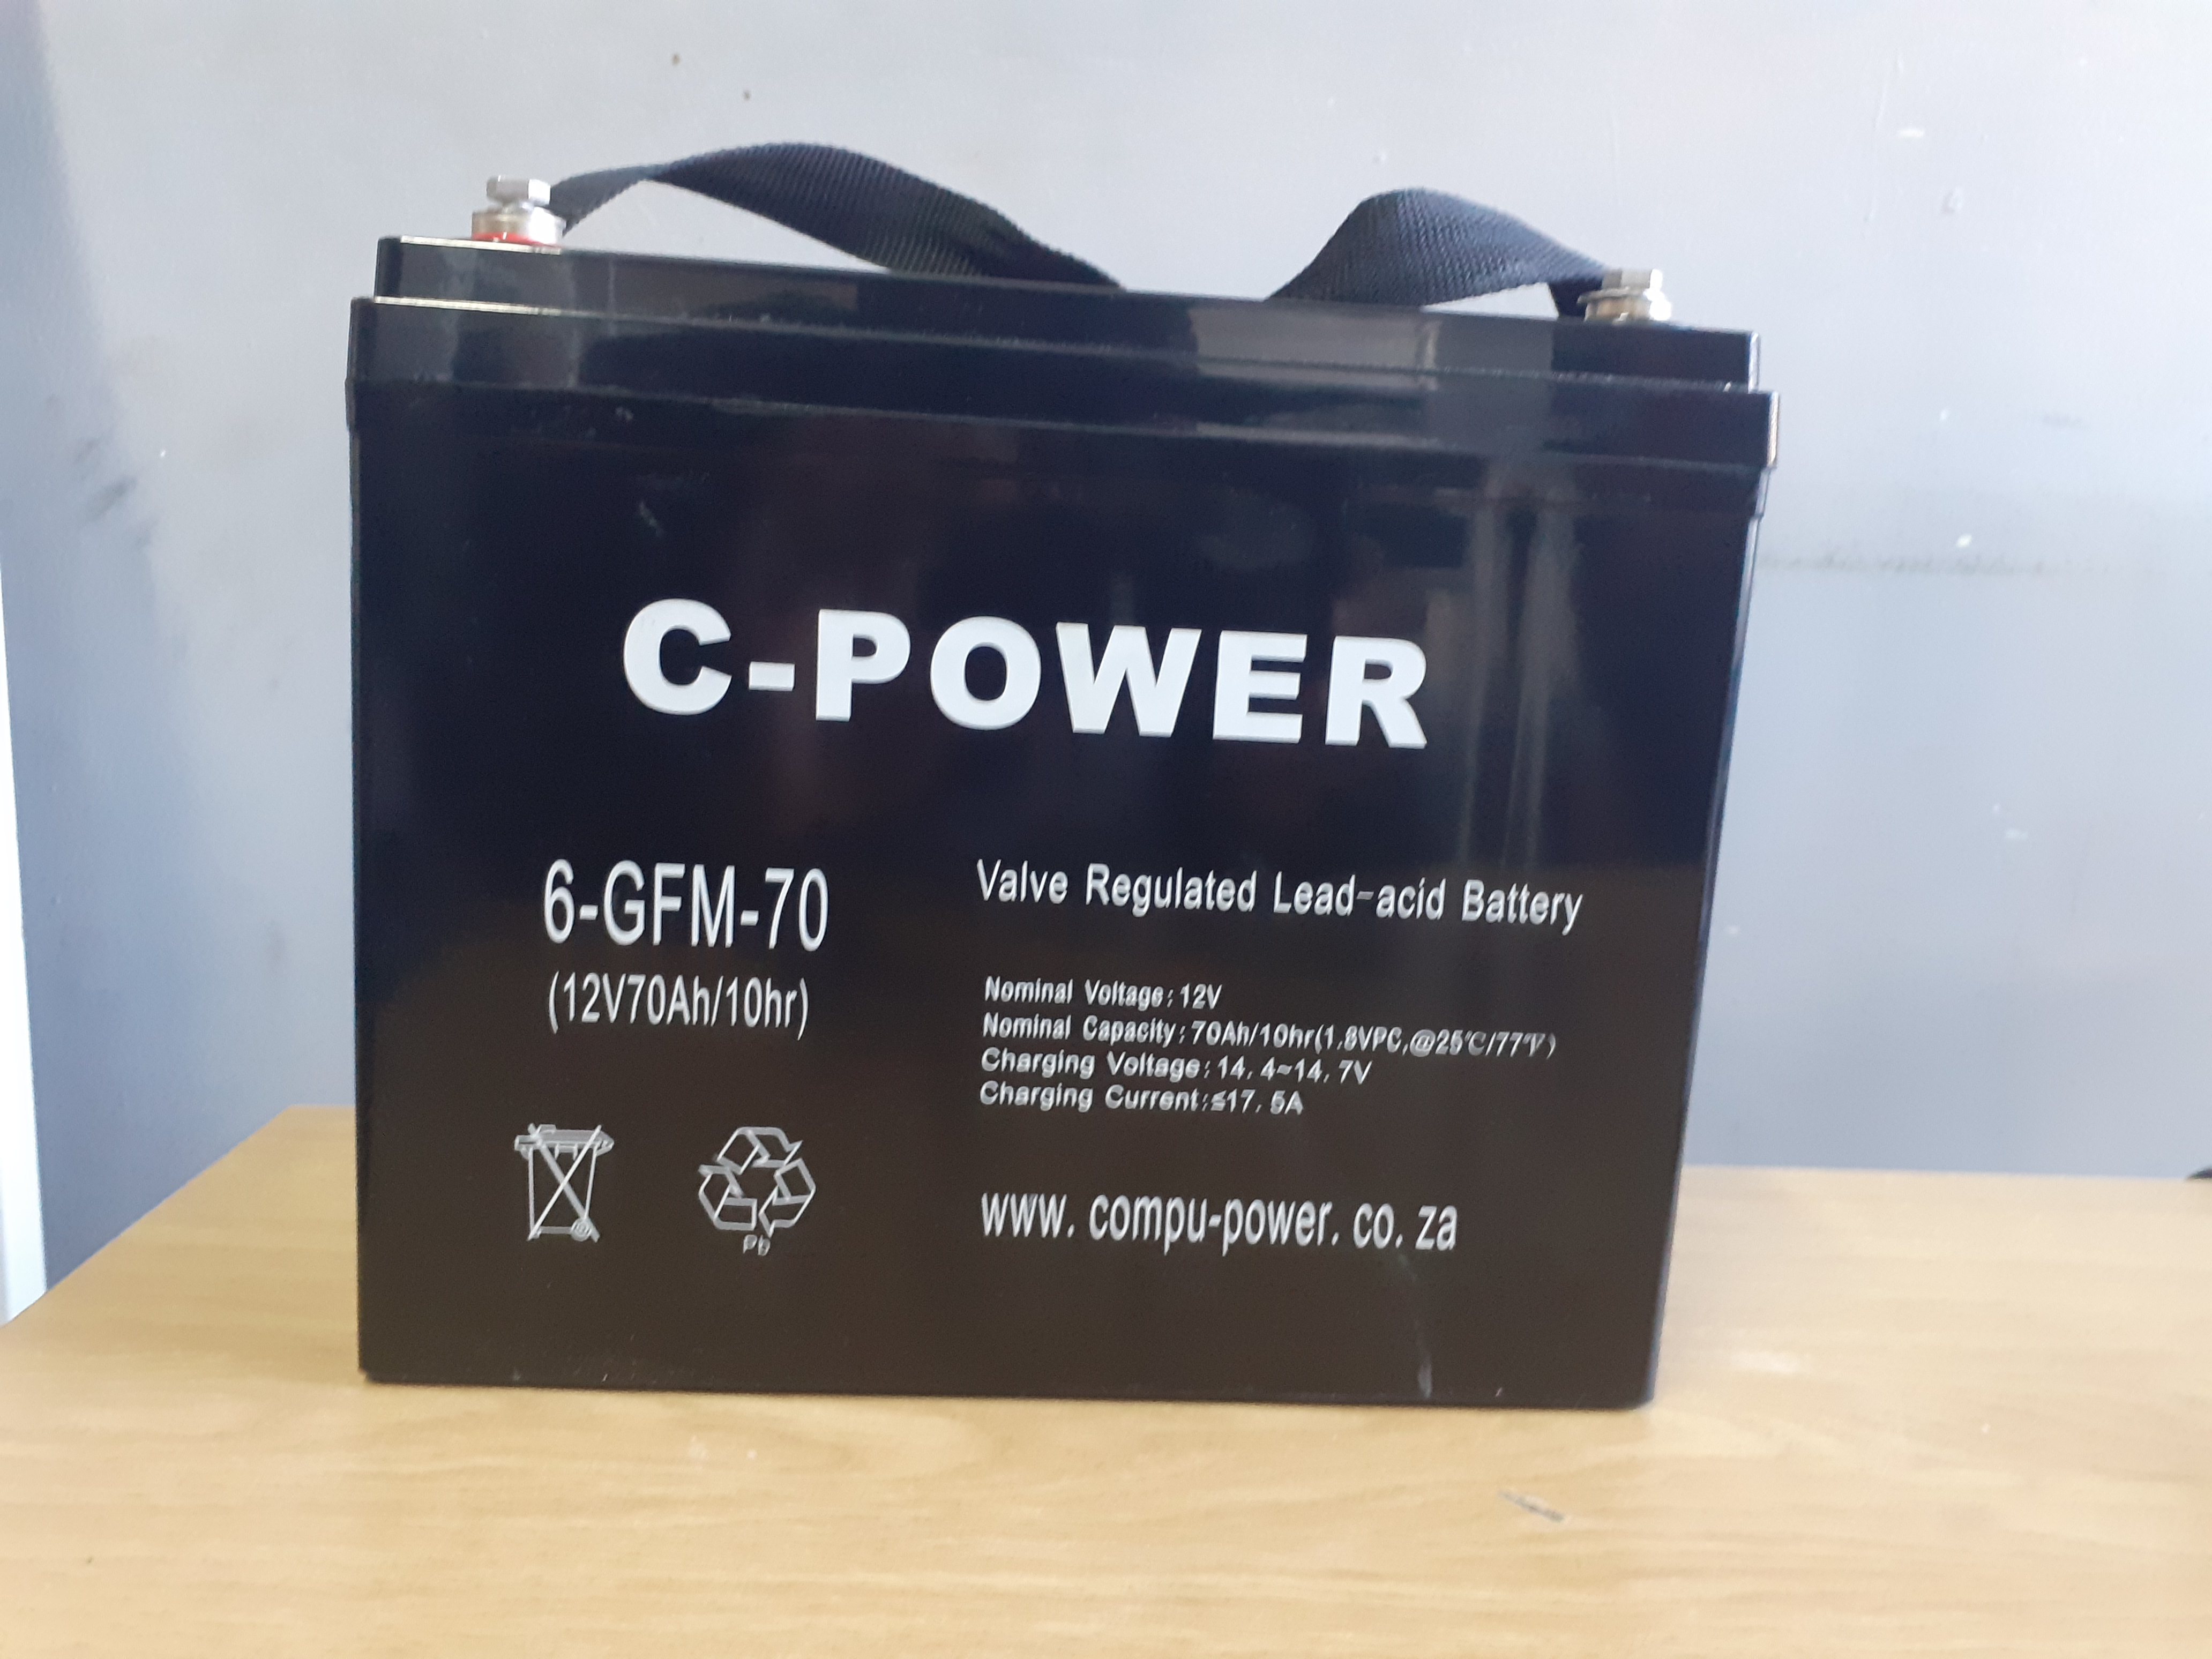 C-POWER
6-GFM-70
(12V70Ah/10hr)
Valve Regulated Lead-acid Battery
Nominal Voltage: 12V
Nominal Capacity: 70Ah/10hr(1.8VPC,@25℃/77℉)
Charging Voltage: 14.4~14.7V
Charging Current:≦17.5A
Pb
www.compu-power.co.za